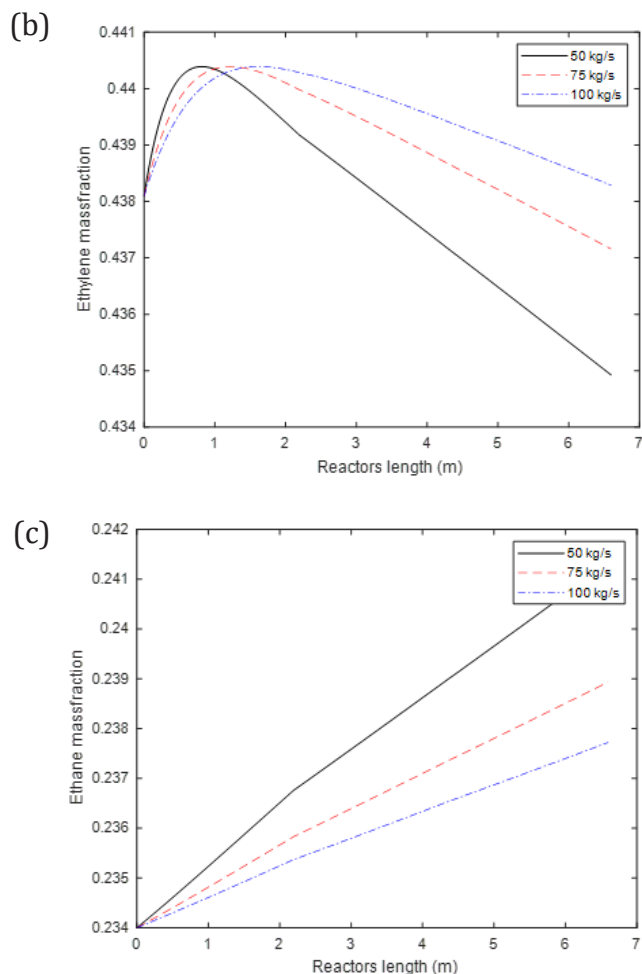 (b)
0.441
0.44
0.439
0.438
0.437
0.436
0.435
0.434
Ethylene massfraction
50 kg/s
75 kg/s
100 kg/s
0 1 2 3 4 5 6 7
Reactors length (m)
(c)
0.242
0.241
0.24
0.239
0.238
0.237
0.236
0.235
0.234
Ethane massfraction
50 kg/s
75 kg/s
100 kg/s
0 1 2 3 4 5 6 7
Reactors length (m)